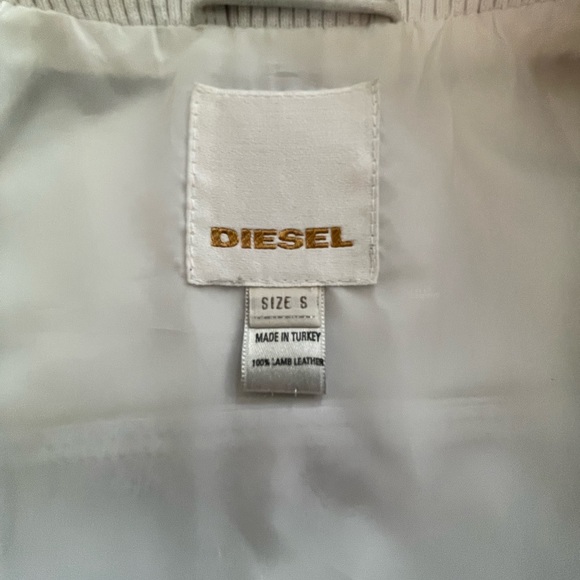 DIESEL
SIZE S
MADE IN TURKEY
100% LAMB LEATHER